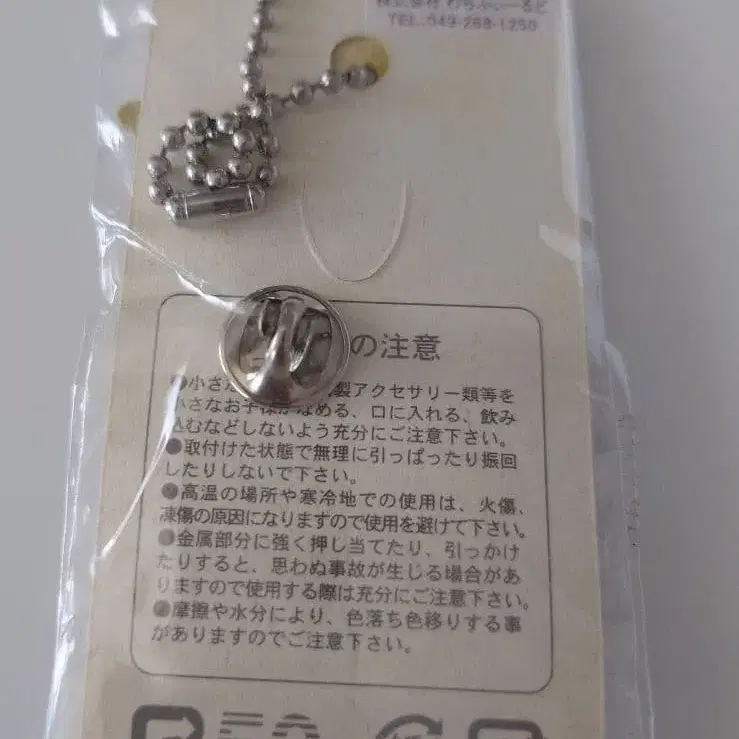 TEL.049-268-1250
の注意
●小さな 製アクセサリー類等を
小さなお子様がなめる、口に入れる、飲み
込むなどしないよう充分にご注意下さい。
●取付けた状態で無理に引っぱったり振回
したりしないで下さい。
●高温の場所や寒冷地での使用は、火傷、
凍傷の原因になりますので使用を避けて下さい。
●金属部分に強く押し当てたり、引っかけ
たりすると、思わぬ事故が生じる場合があ
りますので使用する際は充分にご注意下さい。
●摩擦や水分により、色落ち色移りする事
がありますのでご注意下さい。